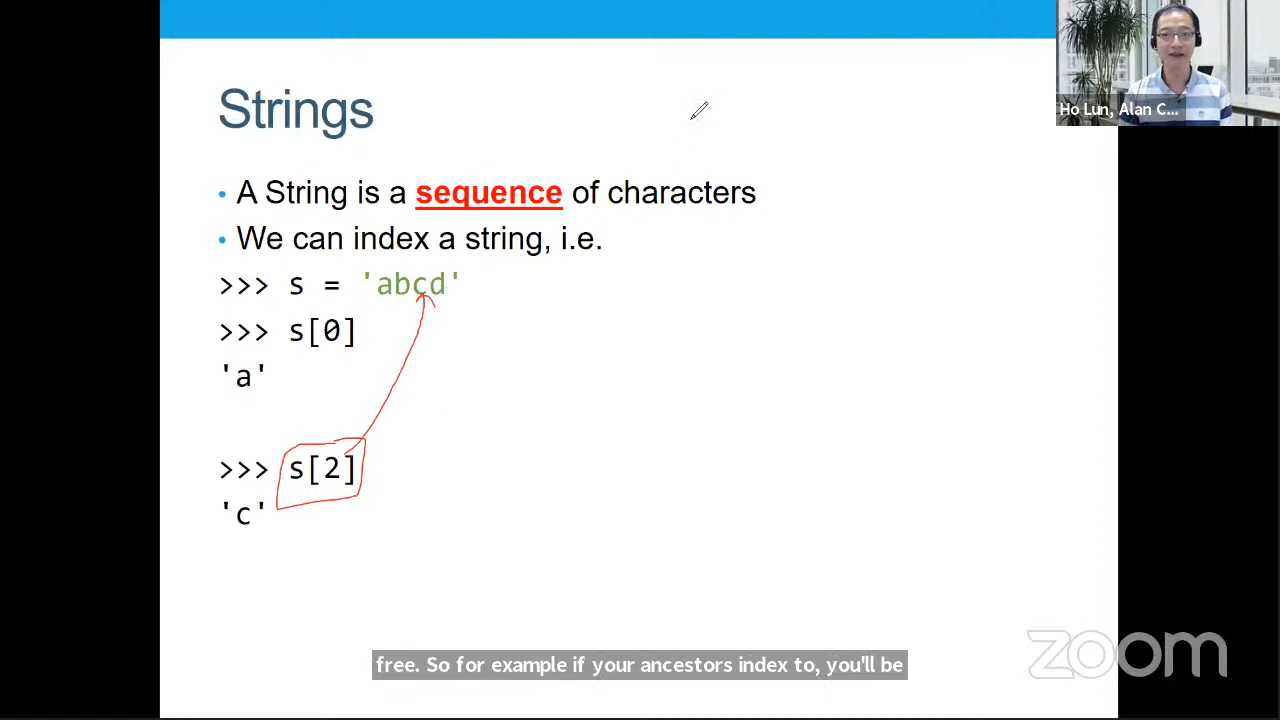 Strings
Ho Lun, Alan C...
• A String is a sequence of characters
• We can index a string, i.e.
>>> s = 'abcd'
>>> s[0]
'a'
>>> s[2]
'c'
free. So for example if your ancestors index to, you'll be
zoom